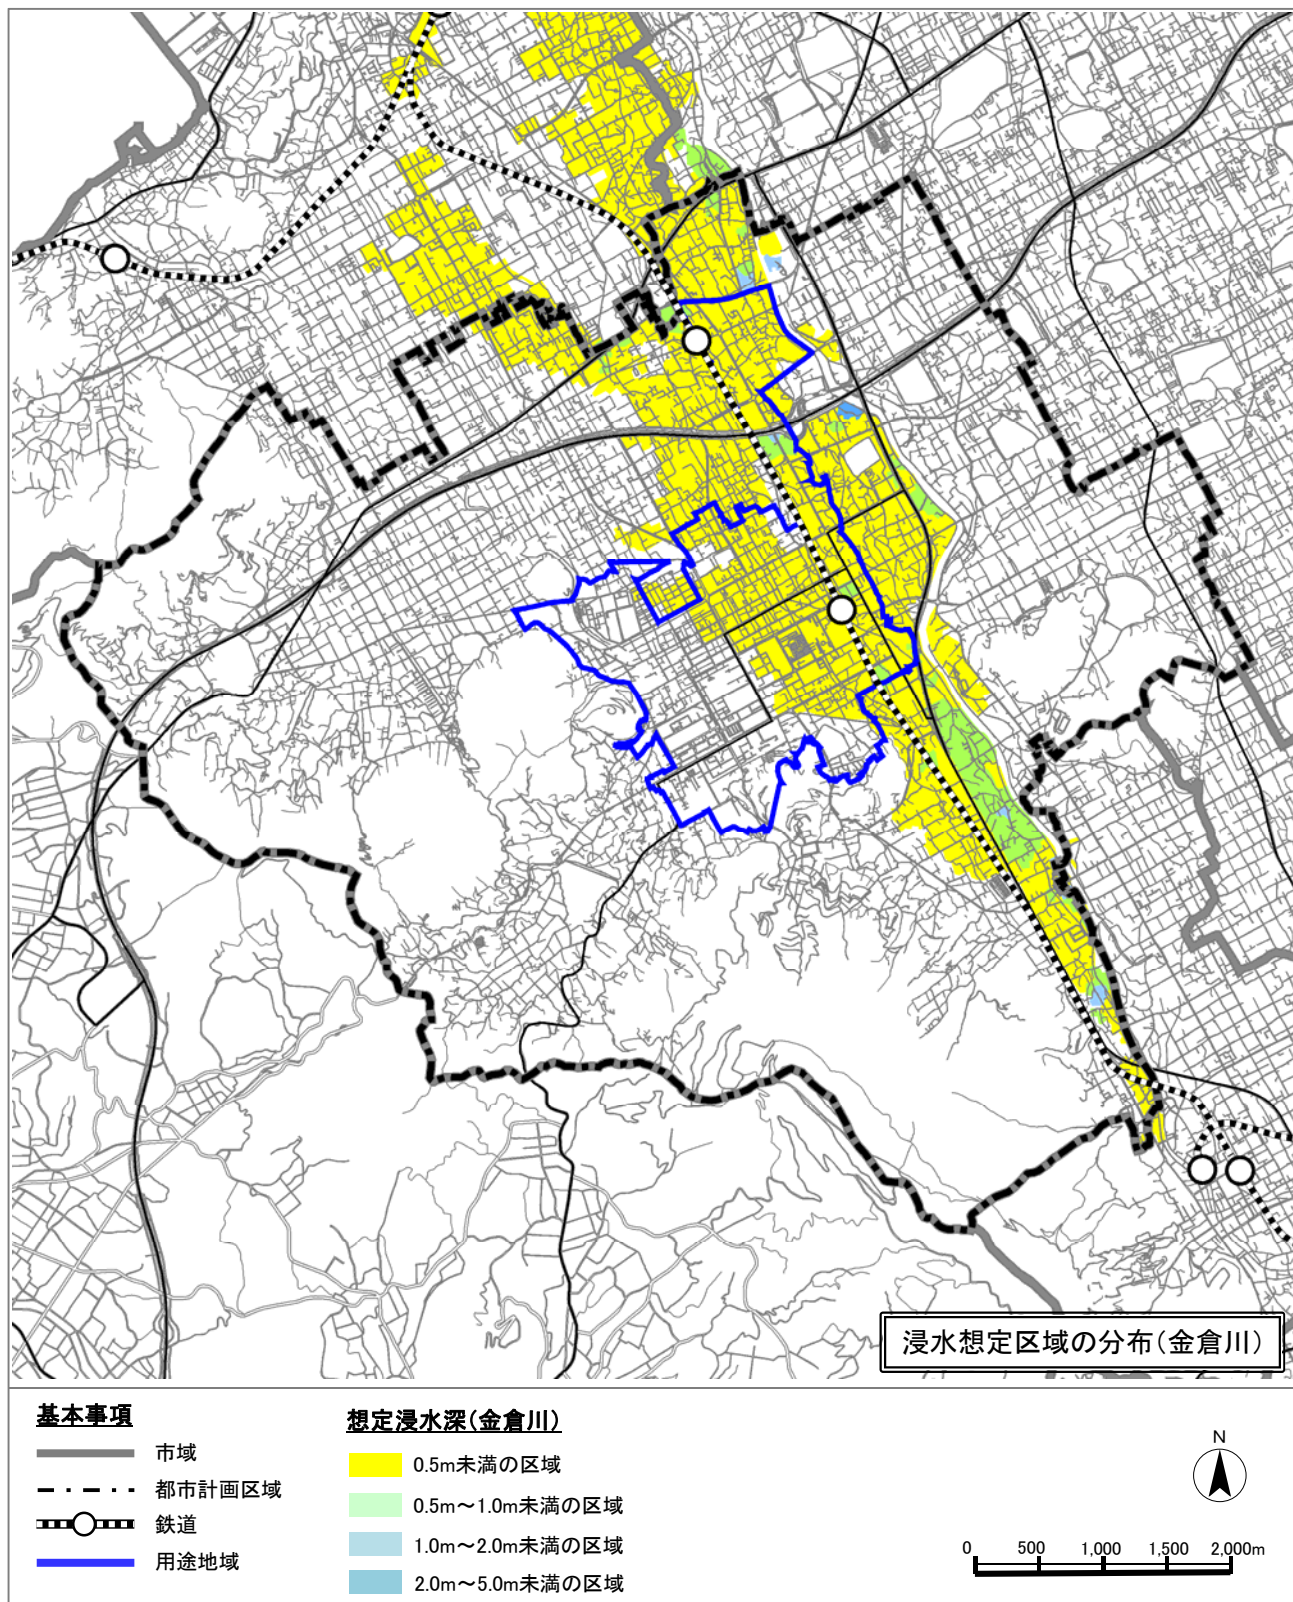 浸水想定区域の分布(金倉川)
基本事項
市域
都市計画区域
鉄道
用途地域
想定浸水深(金倉川)
0.5m未満の区域
0.5m～1.0m未満の区域
1.0m～2.0m未満の区域
2.0m～5.0m未満の区域
N
0 500 1,000 1,500 2,000m